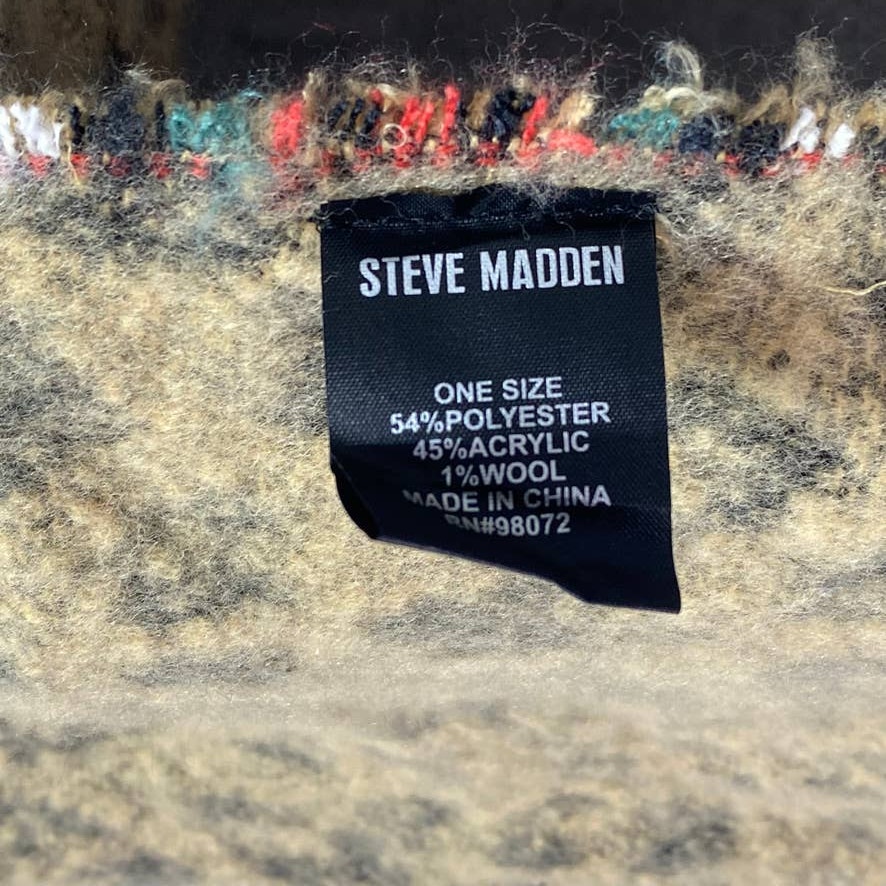 STEVE MADDEN
ONE SIZE
54%POLYESTER
45%ACRYLIC
1%WOOL
MADE IN CHINA
RN#98072